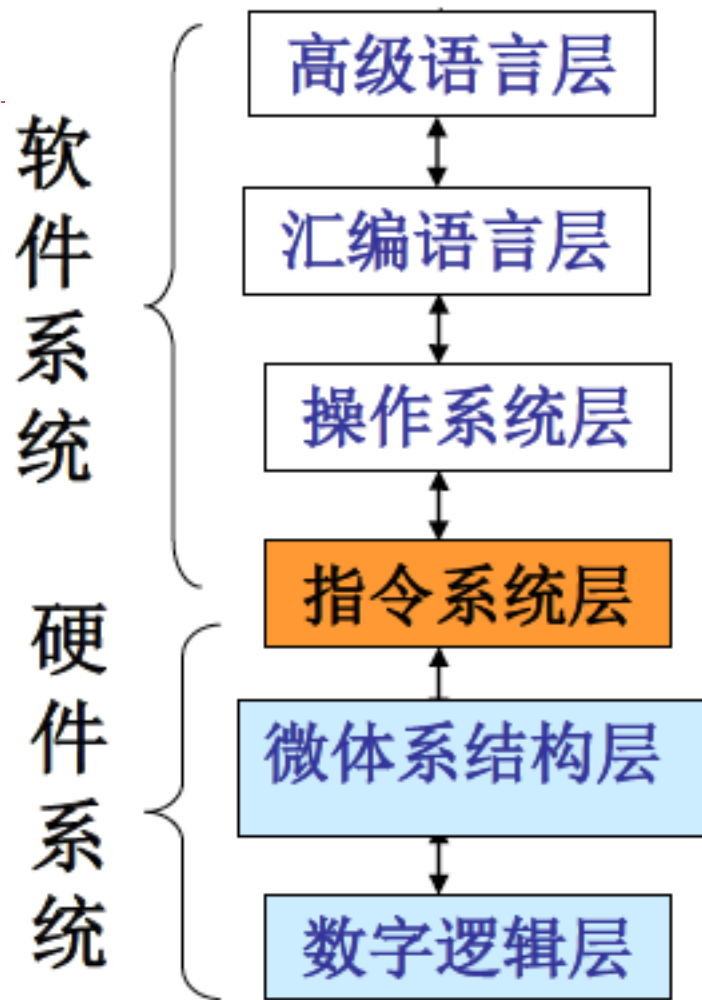 高级语言层
汇编语言层
操作系统层
指令系统层
微体系结构层
数字逻辑层
软件系统
硬件系统